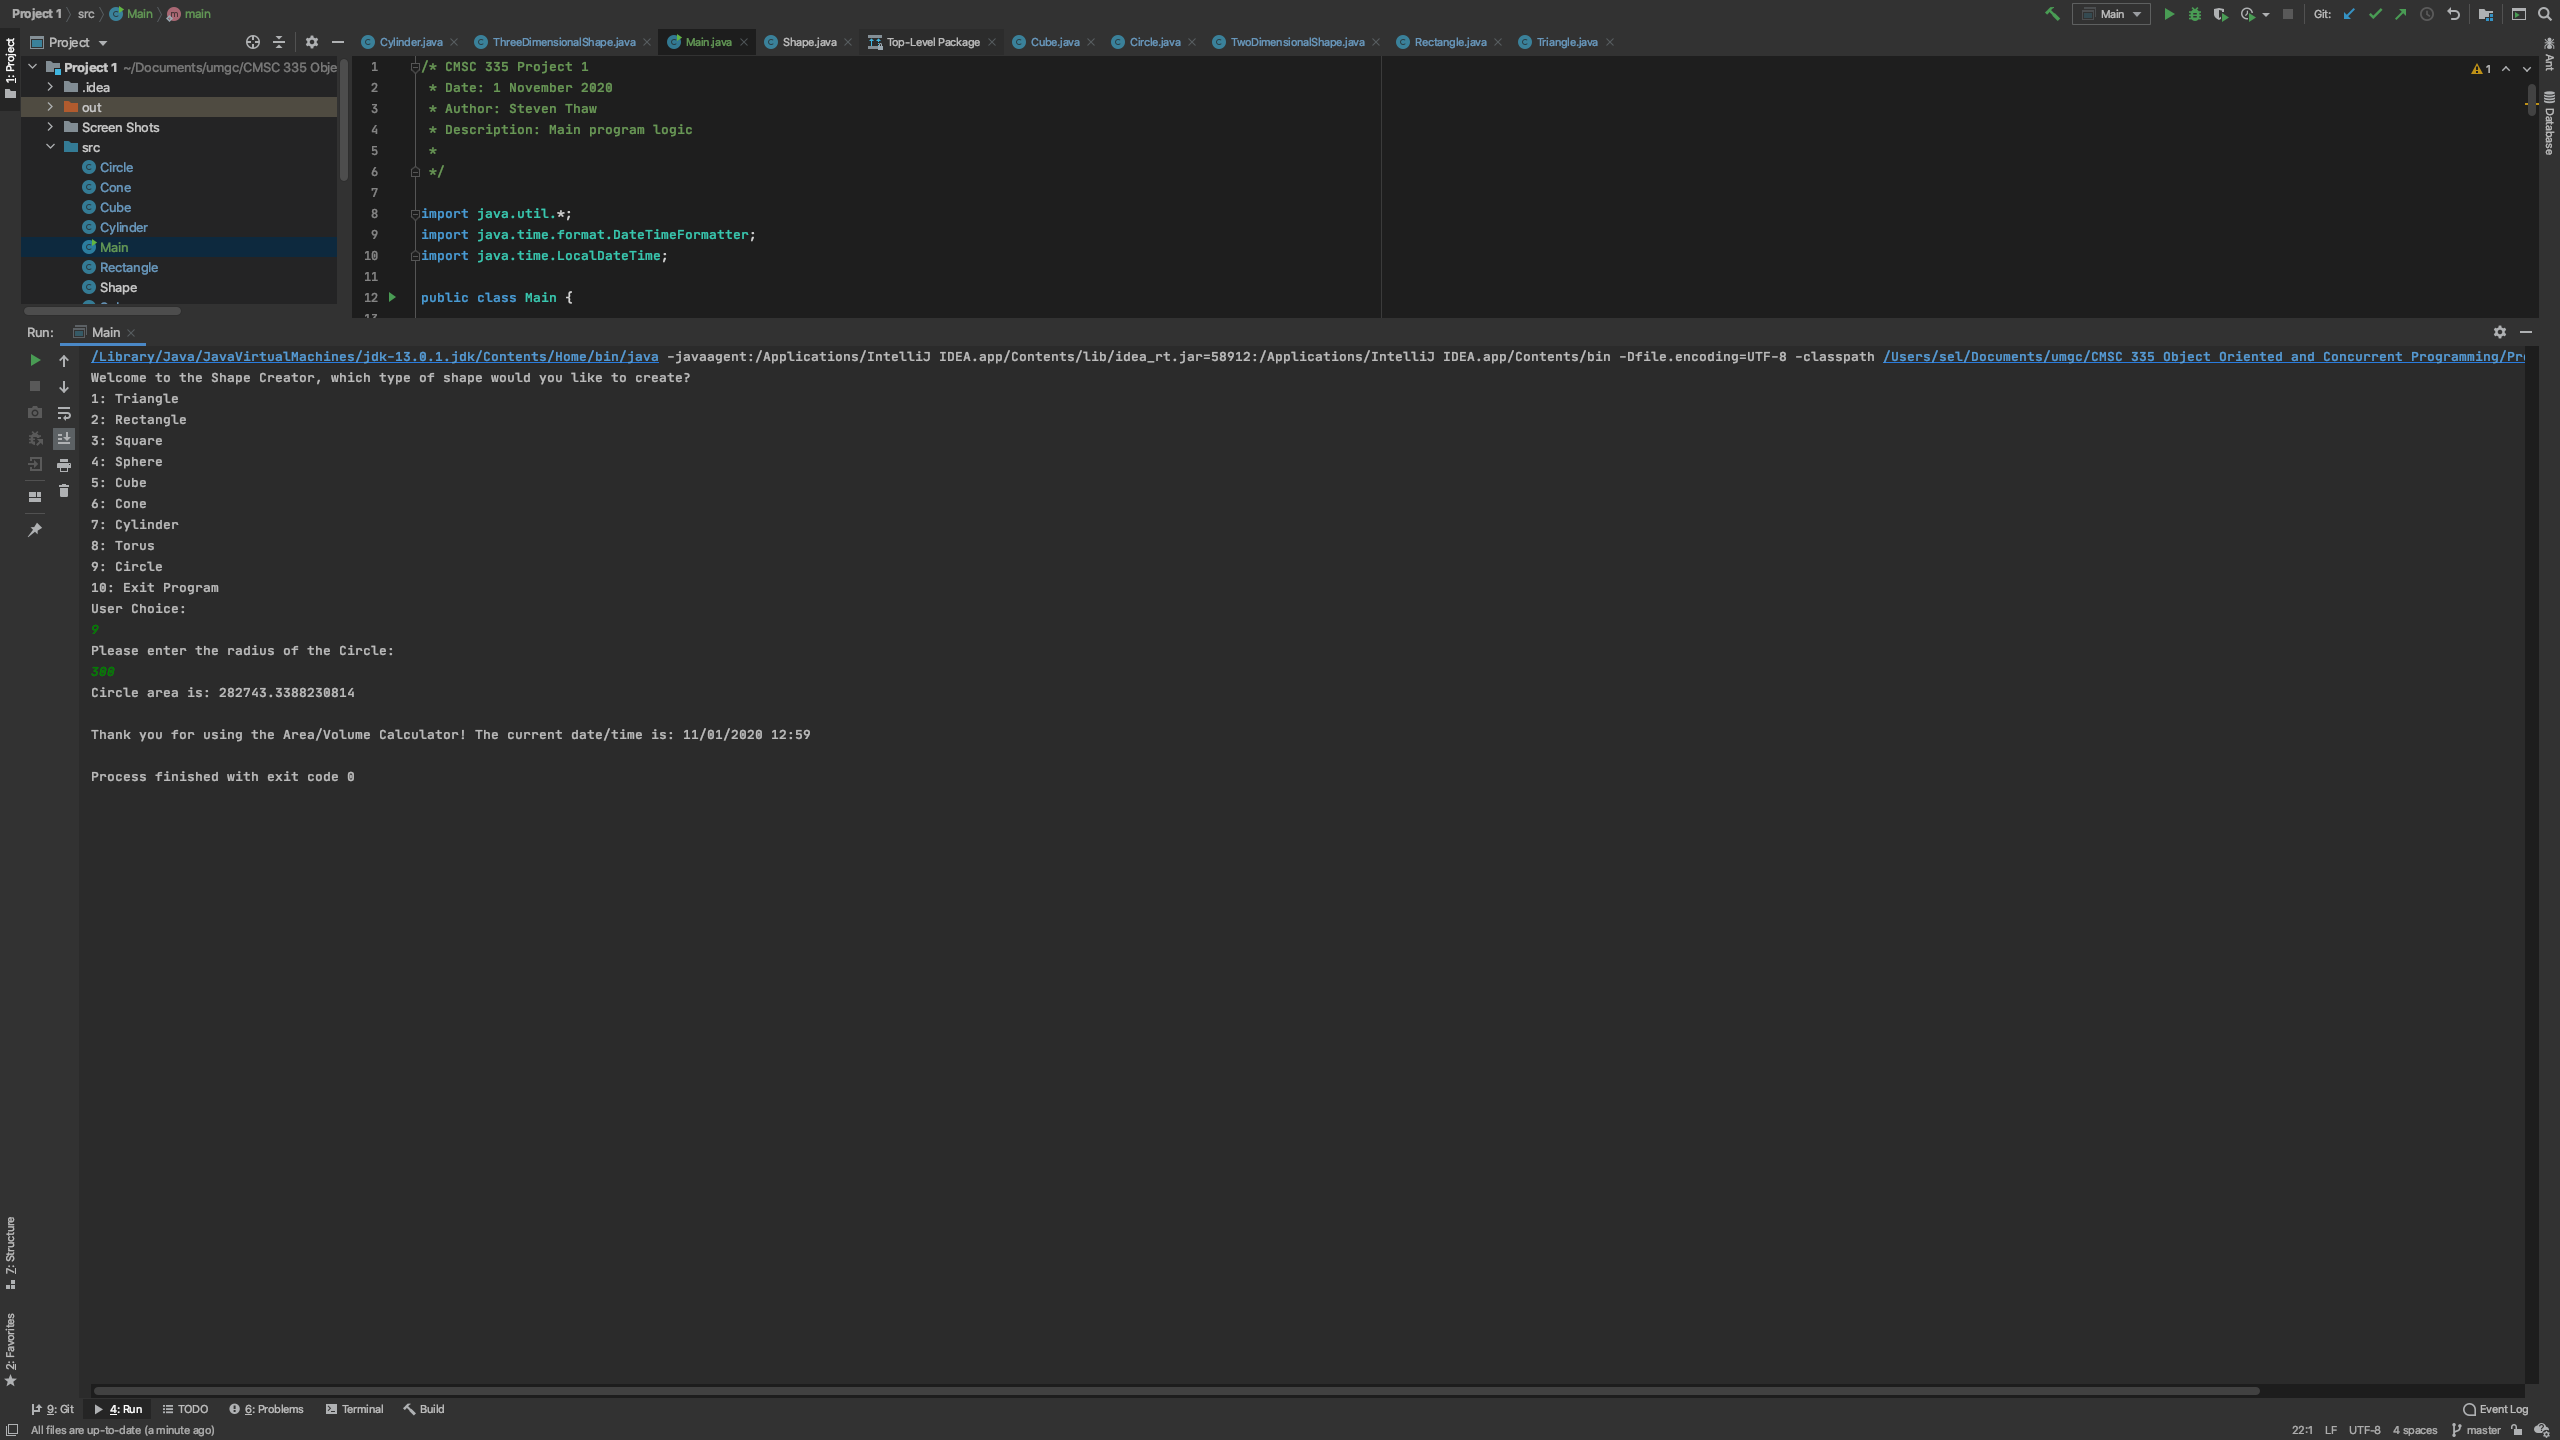 Project 1 src Main main
Main Git:
1: Project
Project
Cylinder.java ThreeDimensionalShape.java Main.java Shape.java Top-Level Package Cube.java Circle.java TwoDimensionalShape.java Rectangle.java Triangle.java
Ant
Database
Project 1 ~/Documents/umgc/CMSC 335 Obje
.idea
out
Screen Shots
src
Circle
Cone
Cube
Cylinder
Main
Rectangle
Shape
1 /* CMSC 335 Project 1
2 * Date: 1 November 2020
3 * Author: Steven Thaw
4 * Description: Main program logic
5 *
6 */
7
8 import java.util.*;
9 import java.time.format.DateTimeFormatter;
10 import java.time.LocalDateTime;
11
12 public class Main {
1
Run: Main
/Library/Java/JavaVirtualMachines/jdk-13.0.1.jdk/Contents/Home/bin/java -javaagent:/Applications/IntelliJ IDEA.app/Contents/lib/idea_rt.jar=58912:/Applications/IntelliJ IDEA.app/Contents/bin -Dfile.encoding=UTF-8 -classpath /Users/sel/Documents/umgc/CMSC 335 Object Oriented and Concurrent Programming/Pr
Welcome to the Shape Creator, which type of shape would you like to create?
1: Triangle
2: Rectangle
3: Square
4: Sphere
5: Cube
6: Cone
7: Cylinder
8: Torus
9: Circle
10: Exit Program
User Choice:
9
Please enter the radius of the Circle:
300
Circle area is: 282743.3388230814
Thank you for using the Area/Volume Calculator! The current date/time is: 11/01/2020 12:59
Process finished with exit code 0
7: Structure
2: Favorites
9: Git 4: Run TODO 6: Problems Terminal Build Event Log
All files are up-to-date (a minute ago) 22:1 LF UTF-8 4 spaces master